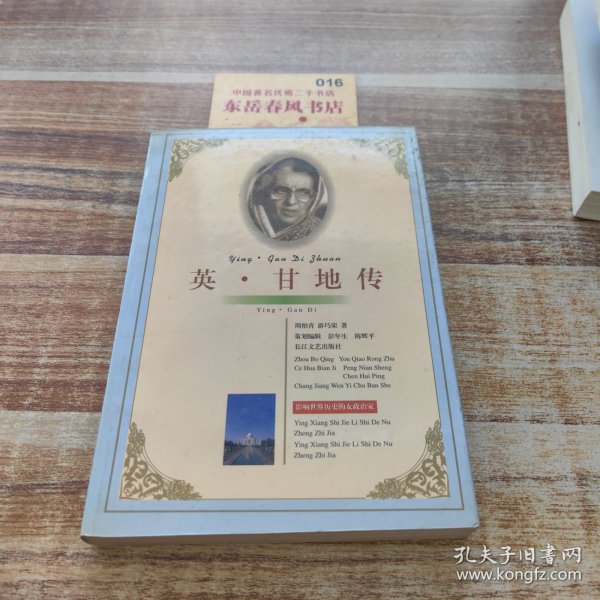 016
中国著名优质二手书店
东岳春风书店
Ying · Gan Di Zhuan
英·甘地传
Ying · Gan Di
周柏青 游巧荣 著
策划编辑 彭年生 陈辉平
长江文艺出版社
Zhou Bo Qing You Qiao Rong Zhu
Ce Hua Bian Ji Peng Nian Sheng
Chen Hui Ping
Chang Jiang Wen Yi Chu Ban She
影响世界历史的女政治家
Ying Xiang Shi Jie Li Shi De Nu
Zheng Zhi Jia
Ying Xiang Shi Jie Li Shi De Nu
Zheng Zhi Jia
孔夫子旧书网
www.kongfz.com